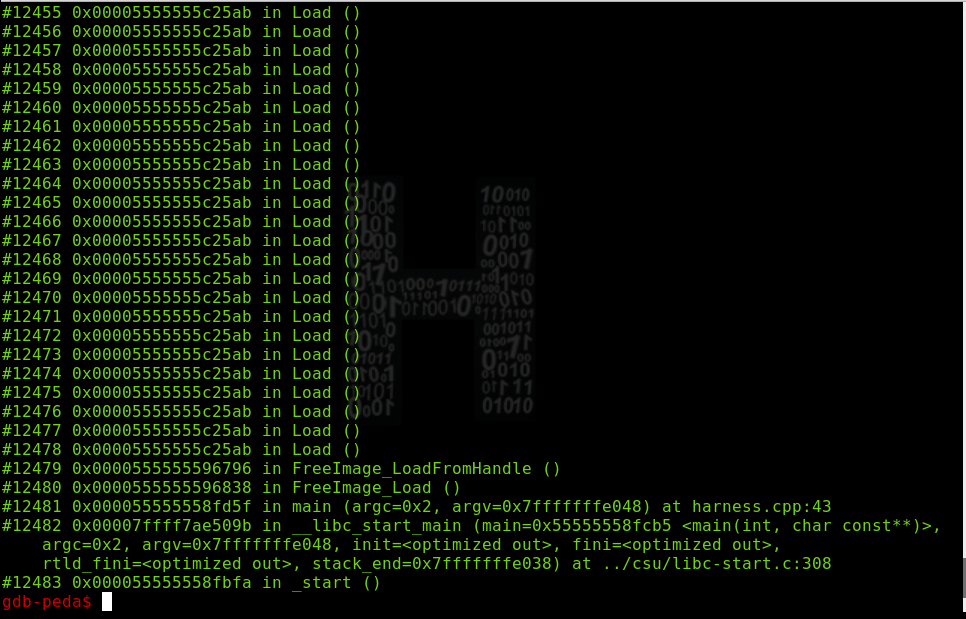 #12455 0x00005555555c25ab in Load ()
#12456 0x00005555555c25ab in Load ()
#12457 0x00005555555c25ab in Load ()
#12458 0x00005555555c25ab in Load ()
#12459 0x00005555555c25ab in Load ()
#12460 0x00005555555c25ab in Load ()
#12461 0x00005555555c25ab in Load ()
#12462 0x00005555555c25ab in Load ()
#12463 0x00005555555c25ab in Load ()
#12464 0x00005555555c25ab in Load ()
#12465 0x00005555555c25ab in Load ()
#12466 0x00005555555c25ab in Load ()
#12467 0x00005555555c25ab in Load ()
#12468 0x00005555555c25ab in Load ()
#12469 0x00005555555c25ab in Load ()
#12470 0x00005555555c25ab in Load ()
#12471 0x00005555555c25ab in Load ()
#12472 0x00005555555c25ab in Load ()
#12473 0x00005555555c25ab in Load ()
#12474 0x00005555555c25ab in Load ()
#12475 0x00005555555c25ab in Load ()
#12476 0x00005555555c25ab in Load ()
#12477 0x00005555555c25ab in Load ()
#12478 0x00005555555c25ab in Load ()
#12479 0x0000555555596796 in FreeImage_LoadFromHandle ()
#12480 0x0000555555596838 in FreeImage_Load ()
#12481 0x000055555558fd5f in main (argc=0x2, argv=0x7fffffffe048) at harness.cpp:43
#12482 0x00007ffff7ae509b in __libc_start_main (main=0x55555558fcb5 <main(int, char const**)>,
argc=0x2, argv=0x7fffffffe048, init=<optimized out>, fini=<optimized out>,
rtld_fini=<optimized out>, stack_end=0x7fffffffe038) at ../csu/libc-start.c:308
#12483 0x000055555558fbfa in _start ()
gdb-peda$